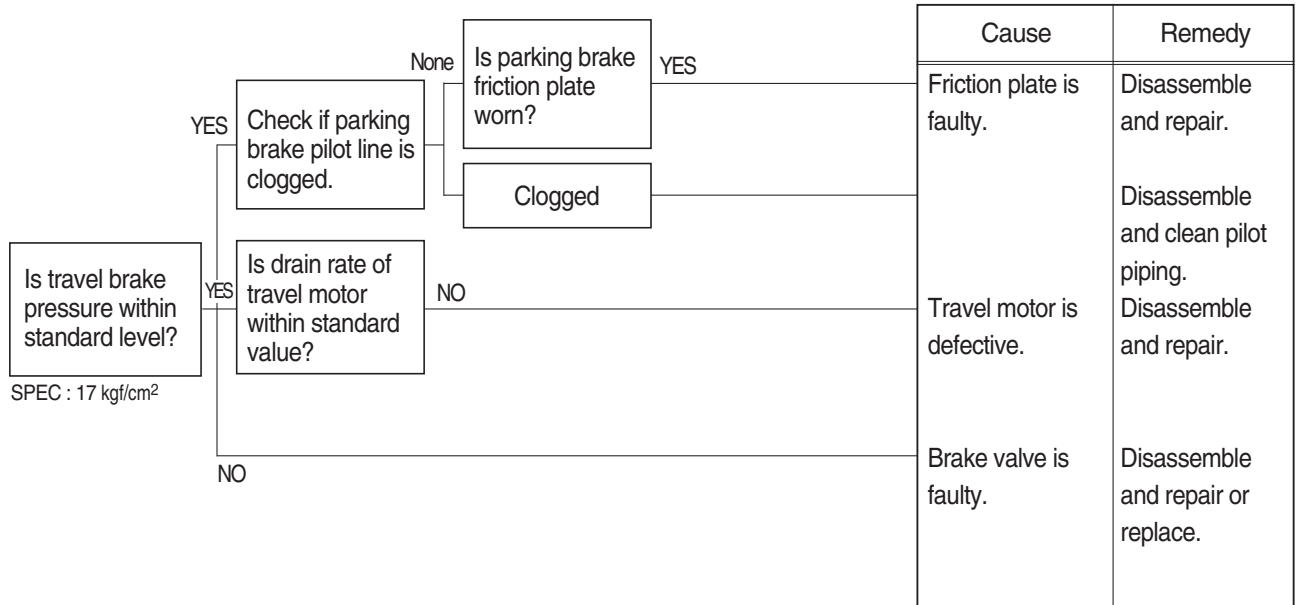 Cause
Remedy
None
Is parking brake
friction plate
worn?
YES
Friction plate is
faulty.
Disassemble
and repair.
YES
Check if parking
brake pilot line is
clogged.
Clogged
Disassemble
and clean pilot
piping.
Is travel brake
pressure within
standard level?
SPEC : 17 kgf/cm²
YES
Is drain rate of
travel motor
within standard
value?
NO
Travel motor is
defective.
Disassemble
and repair.
NO
Brake valve is
faulty.
Disassemble
and repair or
replace.